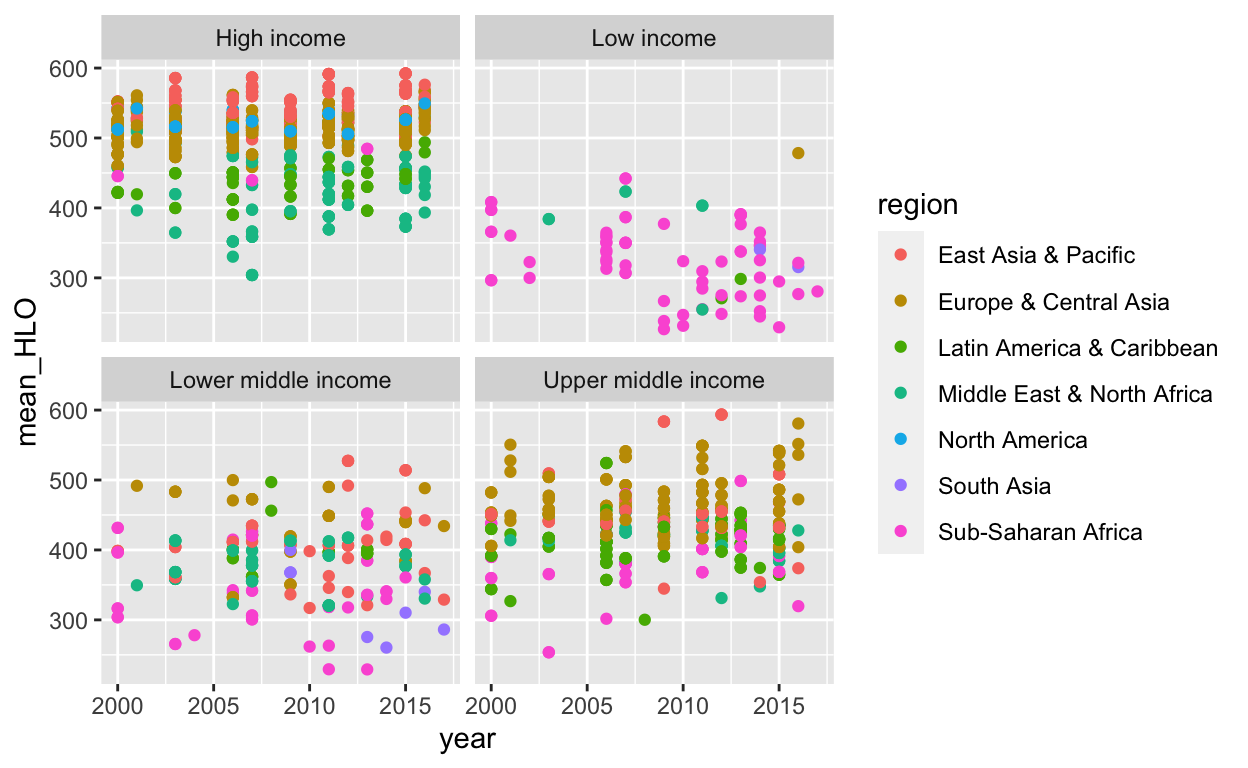 High income
Low income
600
500
400
300
Lower middle income
Upper middle income
600
500
400
300
2000
2005
2010
2015
2000
2005
2010
2015
year
mean_HLO
region
East Asia & Pacific
Europe & Central Asia
Latin America & Caribbean
Middle East & North Africa
North America
South Asia
Sub-Saharan Africa